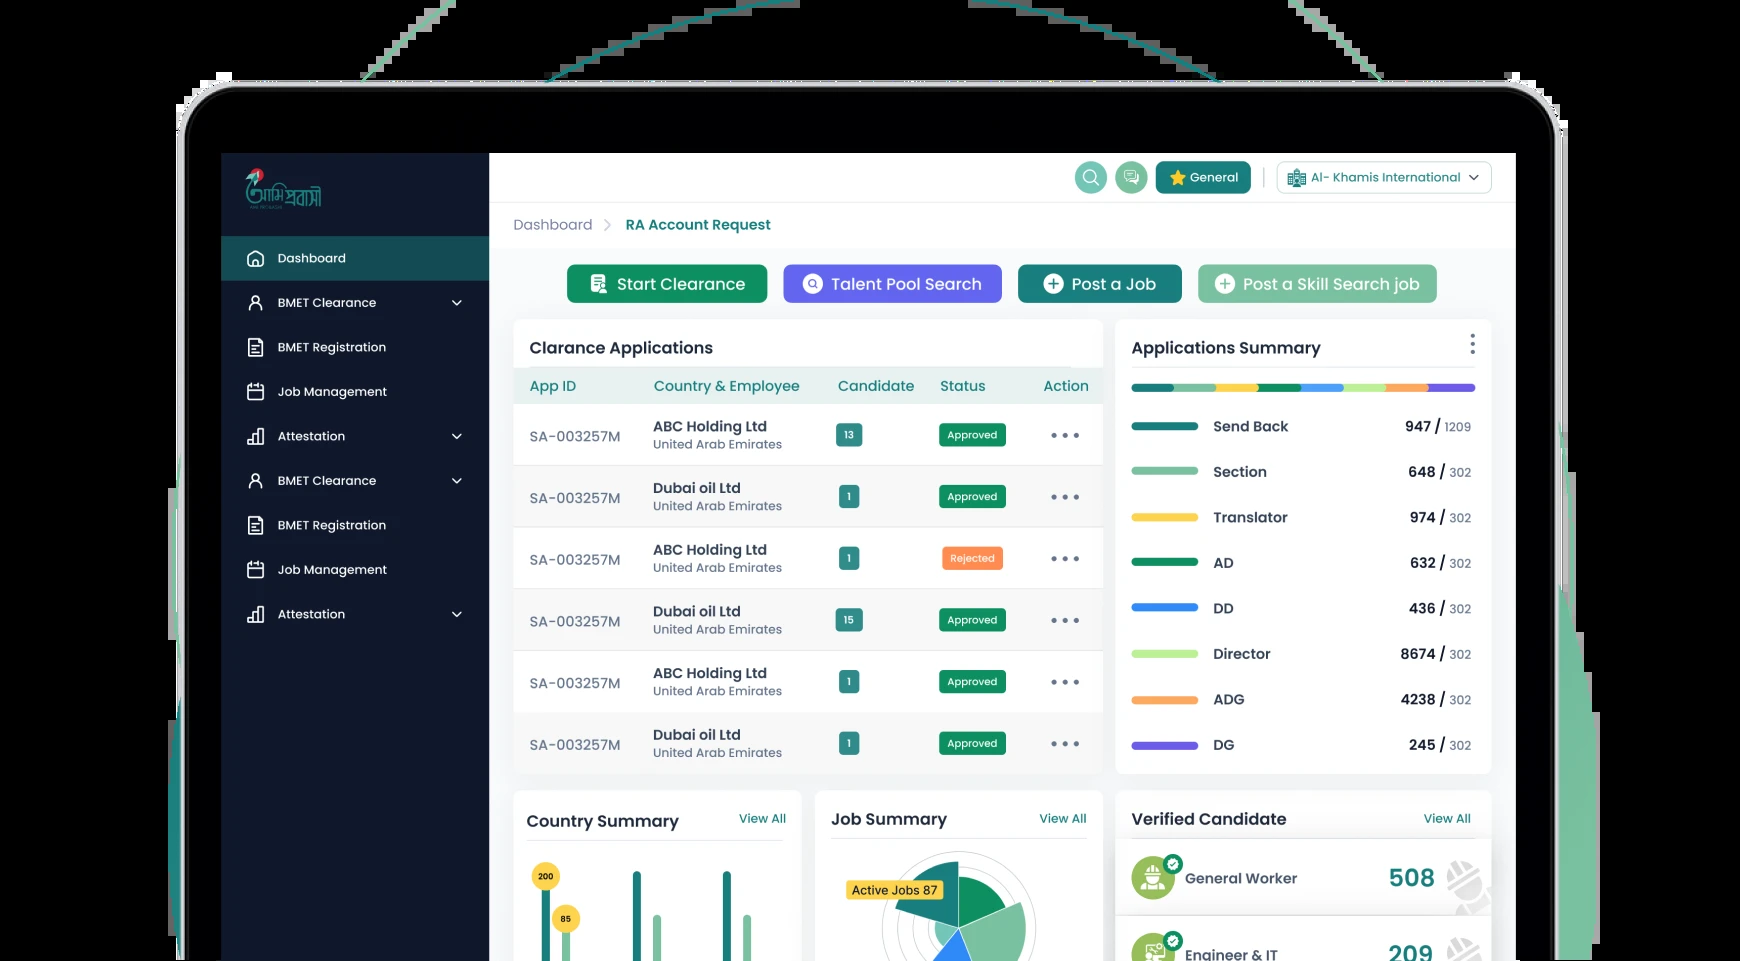 আমি প্রবাসী
General
Al- Khamis International
Dashboard
BMET Clearance
BMET Registration
Job Management
Attestation
BMET Clearance
BMET Registration
Job Management
Attestation
Dashboard > RA Account Request
Start Clearance
Talent Pool Search
Post a Job
Post a Skill Search job
Clarance Applications
App ID Country & Employee Candidate Status Action
SA-003257M ABC Holding Ltd 13 Approved
United Arab Emirates
SA-003257M Dubai oil Ltd 1 Approved
United Arab Emirates
SA-003257M ABC Holding Ltd 1 Rejected
United Arab Emirates
SA-003257M Dubai oil Ltd 15 Approved
United Arab Emirates
SA-003257M ABC Holding Ltd 1 Approved
United Arab Emirates
SA-003257M Dubai oil Ltd 1 Approved
United Arab Emirates
Applications Summary
Send Back 947 / 1209
Section 648 / 302
Translator 974 / 302
AD 632 / 302
DD 436 / 302
Director 8674 / 302
ADG 4238 / 302
DG 245 / 302
Country Summary View All
200
85
Job Summary View All
Active Jobs 87
Verified Candidate View All
General Worker 508
Engineer & IT 209